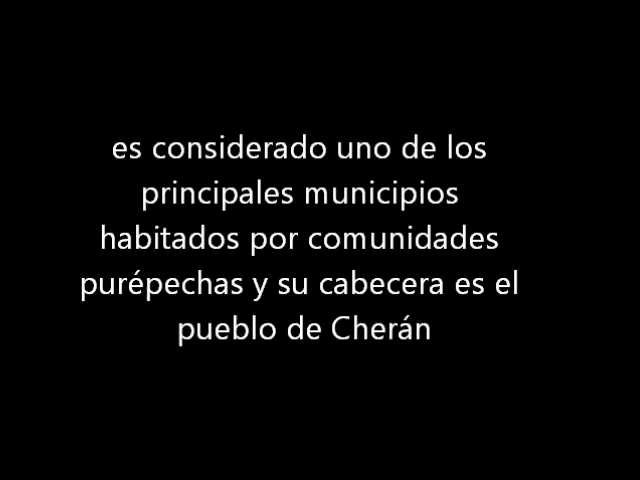 es considerado uno de los
principales municipios
habitados por comunidades
purépechas y su cabecera es el
pueblo de Cherán